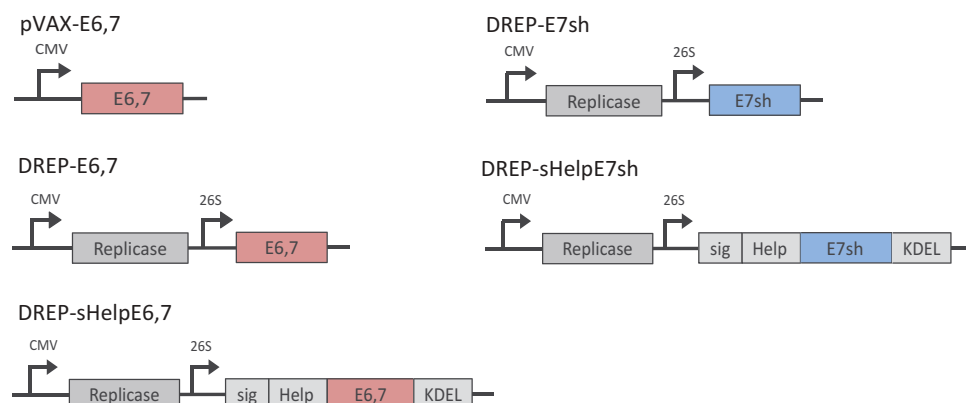 pVAX-E6,7
CMV
E6,7
DREP-E6,7
CMV
26S
Replicase
E6,7
DREP-sHelpE6,7
CMV
26S
Replicase
sig Help E6,7 KDEL
DREP-E7sh
CMV
26S
Replicase
E7sh
DREP-sHelpE7sh
CMV
26S
Replicase
sig Help E7sh KDEL